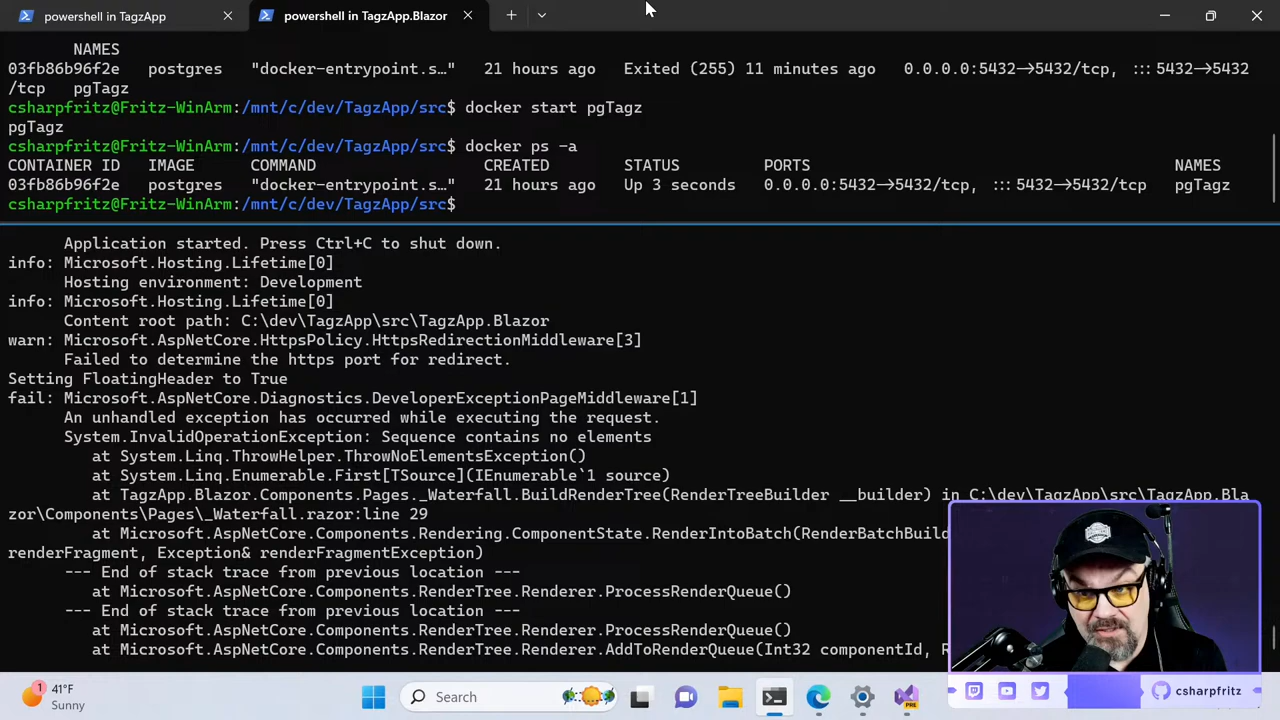 powershell in TagzApp
powershell in TagzApp.Blazor
NAMES
03fb86b96f2e postgres "docker-entrypoint.s…" 21 hours ago Exited (255) 11 minutes ago 0.0.0.0:5432->5432/tcp, :::5432->5432
/tcp pgTagz
csharpfritz@Fritz-WinArm:/mnt/c/dev/TagzApp/src$ docker start pgTagz
pgTagz
csharpfritz@Fritz-WinArm:/mnt/c/dev/TagzApp/src$ docker ps -a
CONTAINER ID IMAGE COMMAND CREATED STATUS PORTS NAMES
03fb86b96f2e postgres "docker-entrypoint.s…" 21 hours ago Up 3 seconds 0.0.0.0:5432->5432/tcp, :::5432->5432/tcp pgTagz
csharpfritz@Fritz-WinArm:/mnt/c/dev/TagzApp/src$
Application started. Press Ctrl+C to shut down.
info: Microsoft.Hosting.Lifetime[0]
Hosting environment: Development
info: Microsoft.Hosting.Lifetime[0]
Content root path: C:\dev\TagzApp\src\TagzApp.Blazor
warn: Microsoft.AspNetCore.HttpsPolicy.HttpsRedirectionMiddleware[3]
Failed to determine the https port for redirect.
Setting FloatingHeader to True
fail: Microsoft.AspNetCore.Diagnostics.DeveloperExceptionPageMiddleware[1]
An unhandled exception has occurred while executing the request.
System.InvalidOperationException: Sequence contains no elements
at System.Linq.ThrowHelper.ThrowNoElementsException()
at System.Linq.Enumerable.First[TSource](IEnumerable`1 source)
at TagzApp.Blazor.Components.Pages._Waterfall.BuildRenderTree(RenderTreeBuilder __builder) in C:\dev\TagzApp\src\TagzApp.Bla
zor\Components\Pages\_Waterfall.razor:line 29
at Microsoft.AspNetCore.Components.Rendering.ComponentState.RenderIntoBatch(RenderBatchBuil
renderFragment, Exception& renderFragmentException)
--- End of stack trace from previous location ---
at Microsoft.AspNetCore.Components.RenderTree.Renderer.ProcessRenderQueue()
--- End of stack trace from previous location ---
at Microsoft.AspNetCore.Components.RenderTree.Renderer.ProcessRenderQueue()
at Microsoft.AspNetCore.Components.RenderTree.Renderer.AddToRenderQueue(Int32 componentId, R
1
41°F
Sunny
Search
PRE
csharpfritz